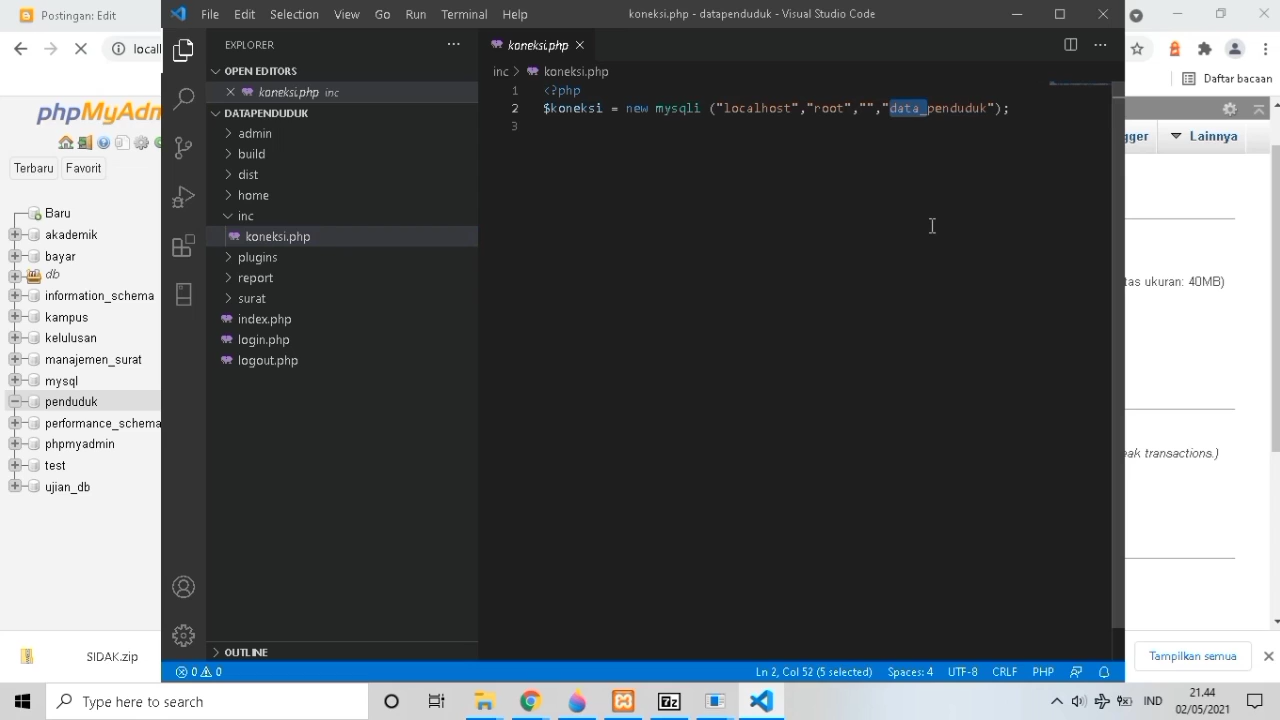 Postingan: Edit
locall
phpMyAdm
Terbaru
Favorit
Baru
akademik
bayar
db
information_schema
kampus
kelulusan
manajemen_surat
mysql
penduduk
performance_schema
phpmyadmin
test
ujian_db
File Edit Selection View Go Run Terminal Help
koneksi.php - datapenduduk - Visual Studio Code
EXPLORER
OPEN EDITORS
koneksi.php inc
DATAPENDUDUK
admin
build
dist
home
inc
koneksi.php
plugins
report
surat
index.php
login.php
logout.php
OUTLINE
koneksi.php
inc > koneksi.php
1 <?php
2 $koneksi = new mysqli ("localhost","root","","data_penduduk");
3
0 0
Ln 2, Col 52 (5 selected) Spaces: 4 UTF-8 CRLF PHP
Daftar bacaan
gger Lainnya
tas ukuran: 40MB)
eak transactions.)
SIDAK.zip
Tampilkan semua
Type here to search
7z
IND
21.44
02/05/2021